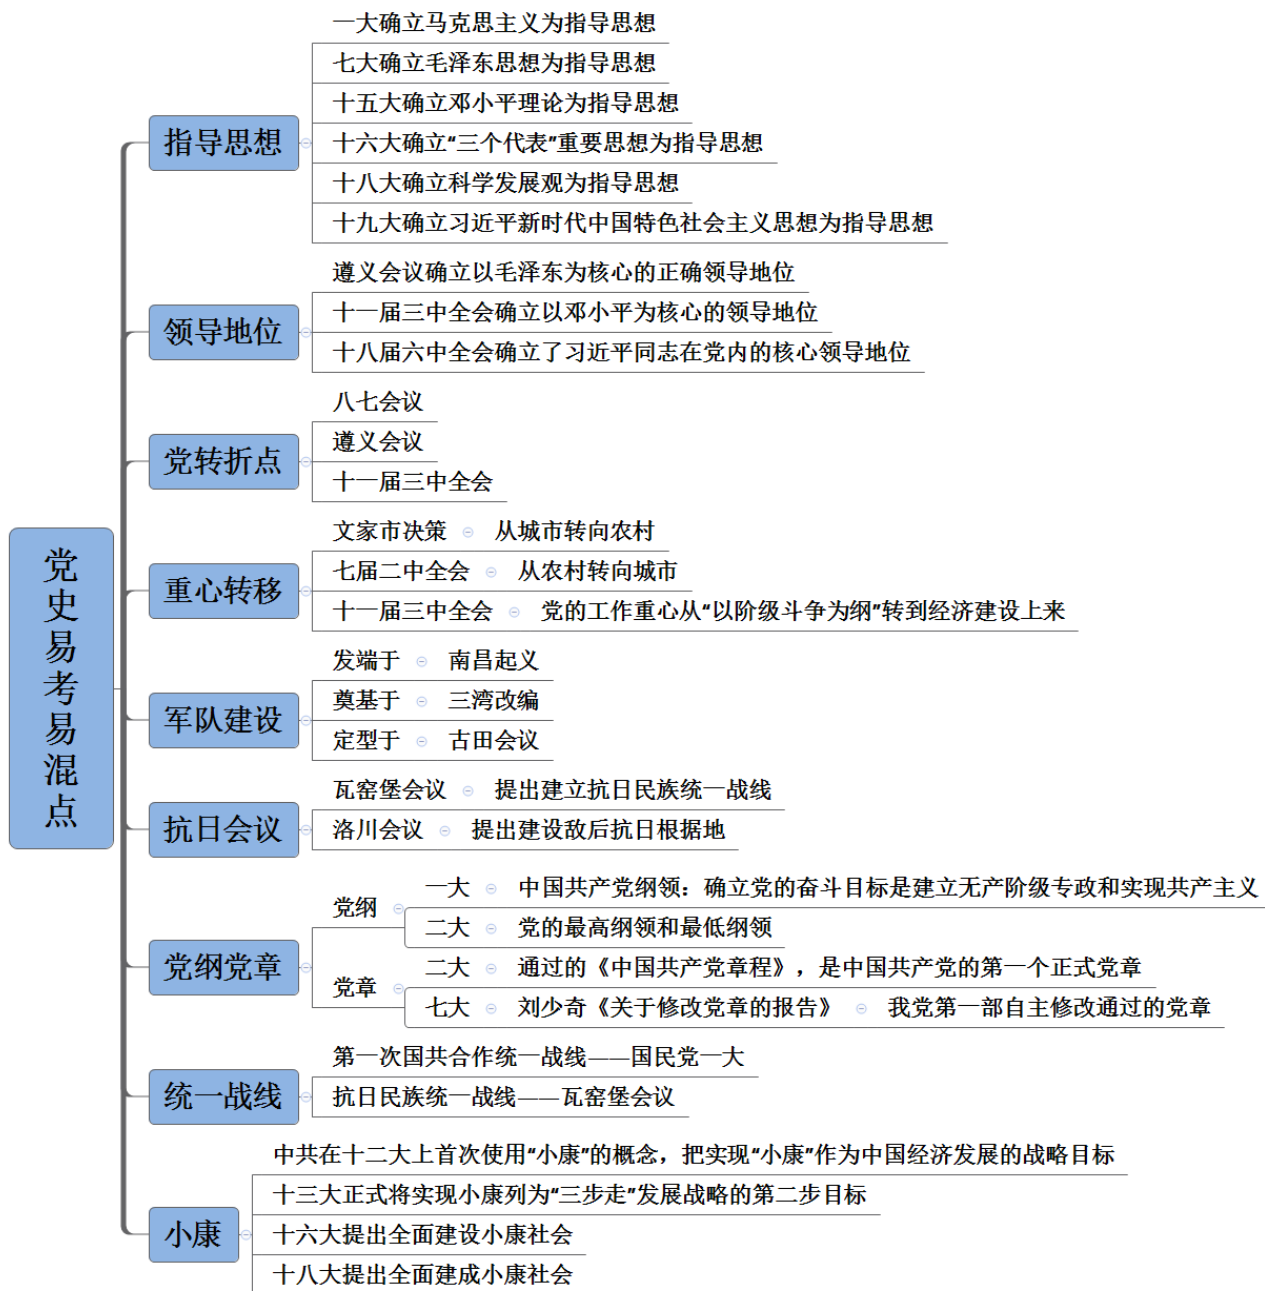 党史易考易混点
指导思想
一大确立马克思主义为指导思想
七大确立毛泽东思想为指导思想
十五大确立邓小平理论为指导思想
十六大确立“三个代表”重要思想为指导思想
十八大确立科学发展观为指导思想
十九大确立习近平新时代中国特色社会主义思想为指导思想
领导地位
遵义会议确立以毛泽东为核心的正确领导地位
十一届三中全会确立以邓小平为核心的领导地位
十八届六中全会确立了习近平同志在党内的核心领导地位
党转折点
八七会议
遵义会议
十一届三中全会
重心转移
文家市决策 从城市转向农村
七届二中全会 从农村转向城市
十一届三中全会 党的工作重心从“以阶级斗争为纲”转到经济建设上来
军队建设
发端于 南昌起义
奠基于 三湾改编
定型于 古田会议
抗日会议
瓦窑堡会议 提出建立抗日民族统一战线
洛川会议 提出建设敌后抗日根据地
党纲党章
党纲
一大 中国共产党纲领：确立党的奋斗目标是建立无产阶级专政和实现共产主义
二大 党的最高纲领和最低纲领
党章
二大 通过的《中国共产党章程》，是中国共产党的第一个正式党章
七大 刘少奇《关于修改党章的报告》 我党第一部自主修改通过的党章
统一战线
第一次国共合作统一战线——国民党一大
抗日民族统一战线——瓦窑堡会议
小康
中共在十二大上首次使用“小康”的概念，把实现“小康”作为中国经济发展的战略目标
十三大正式将实现小康列为“三步走”发展战略的第二步目标
十六大提出全面建设小康社会
十八大提出全面建成小康社会